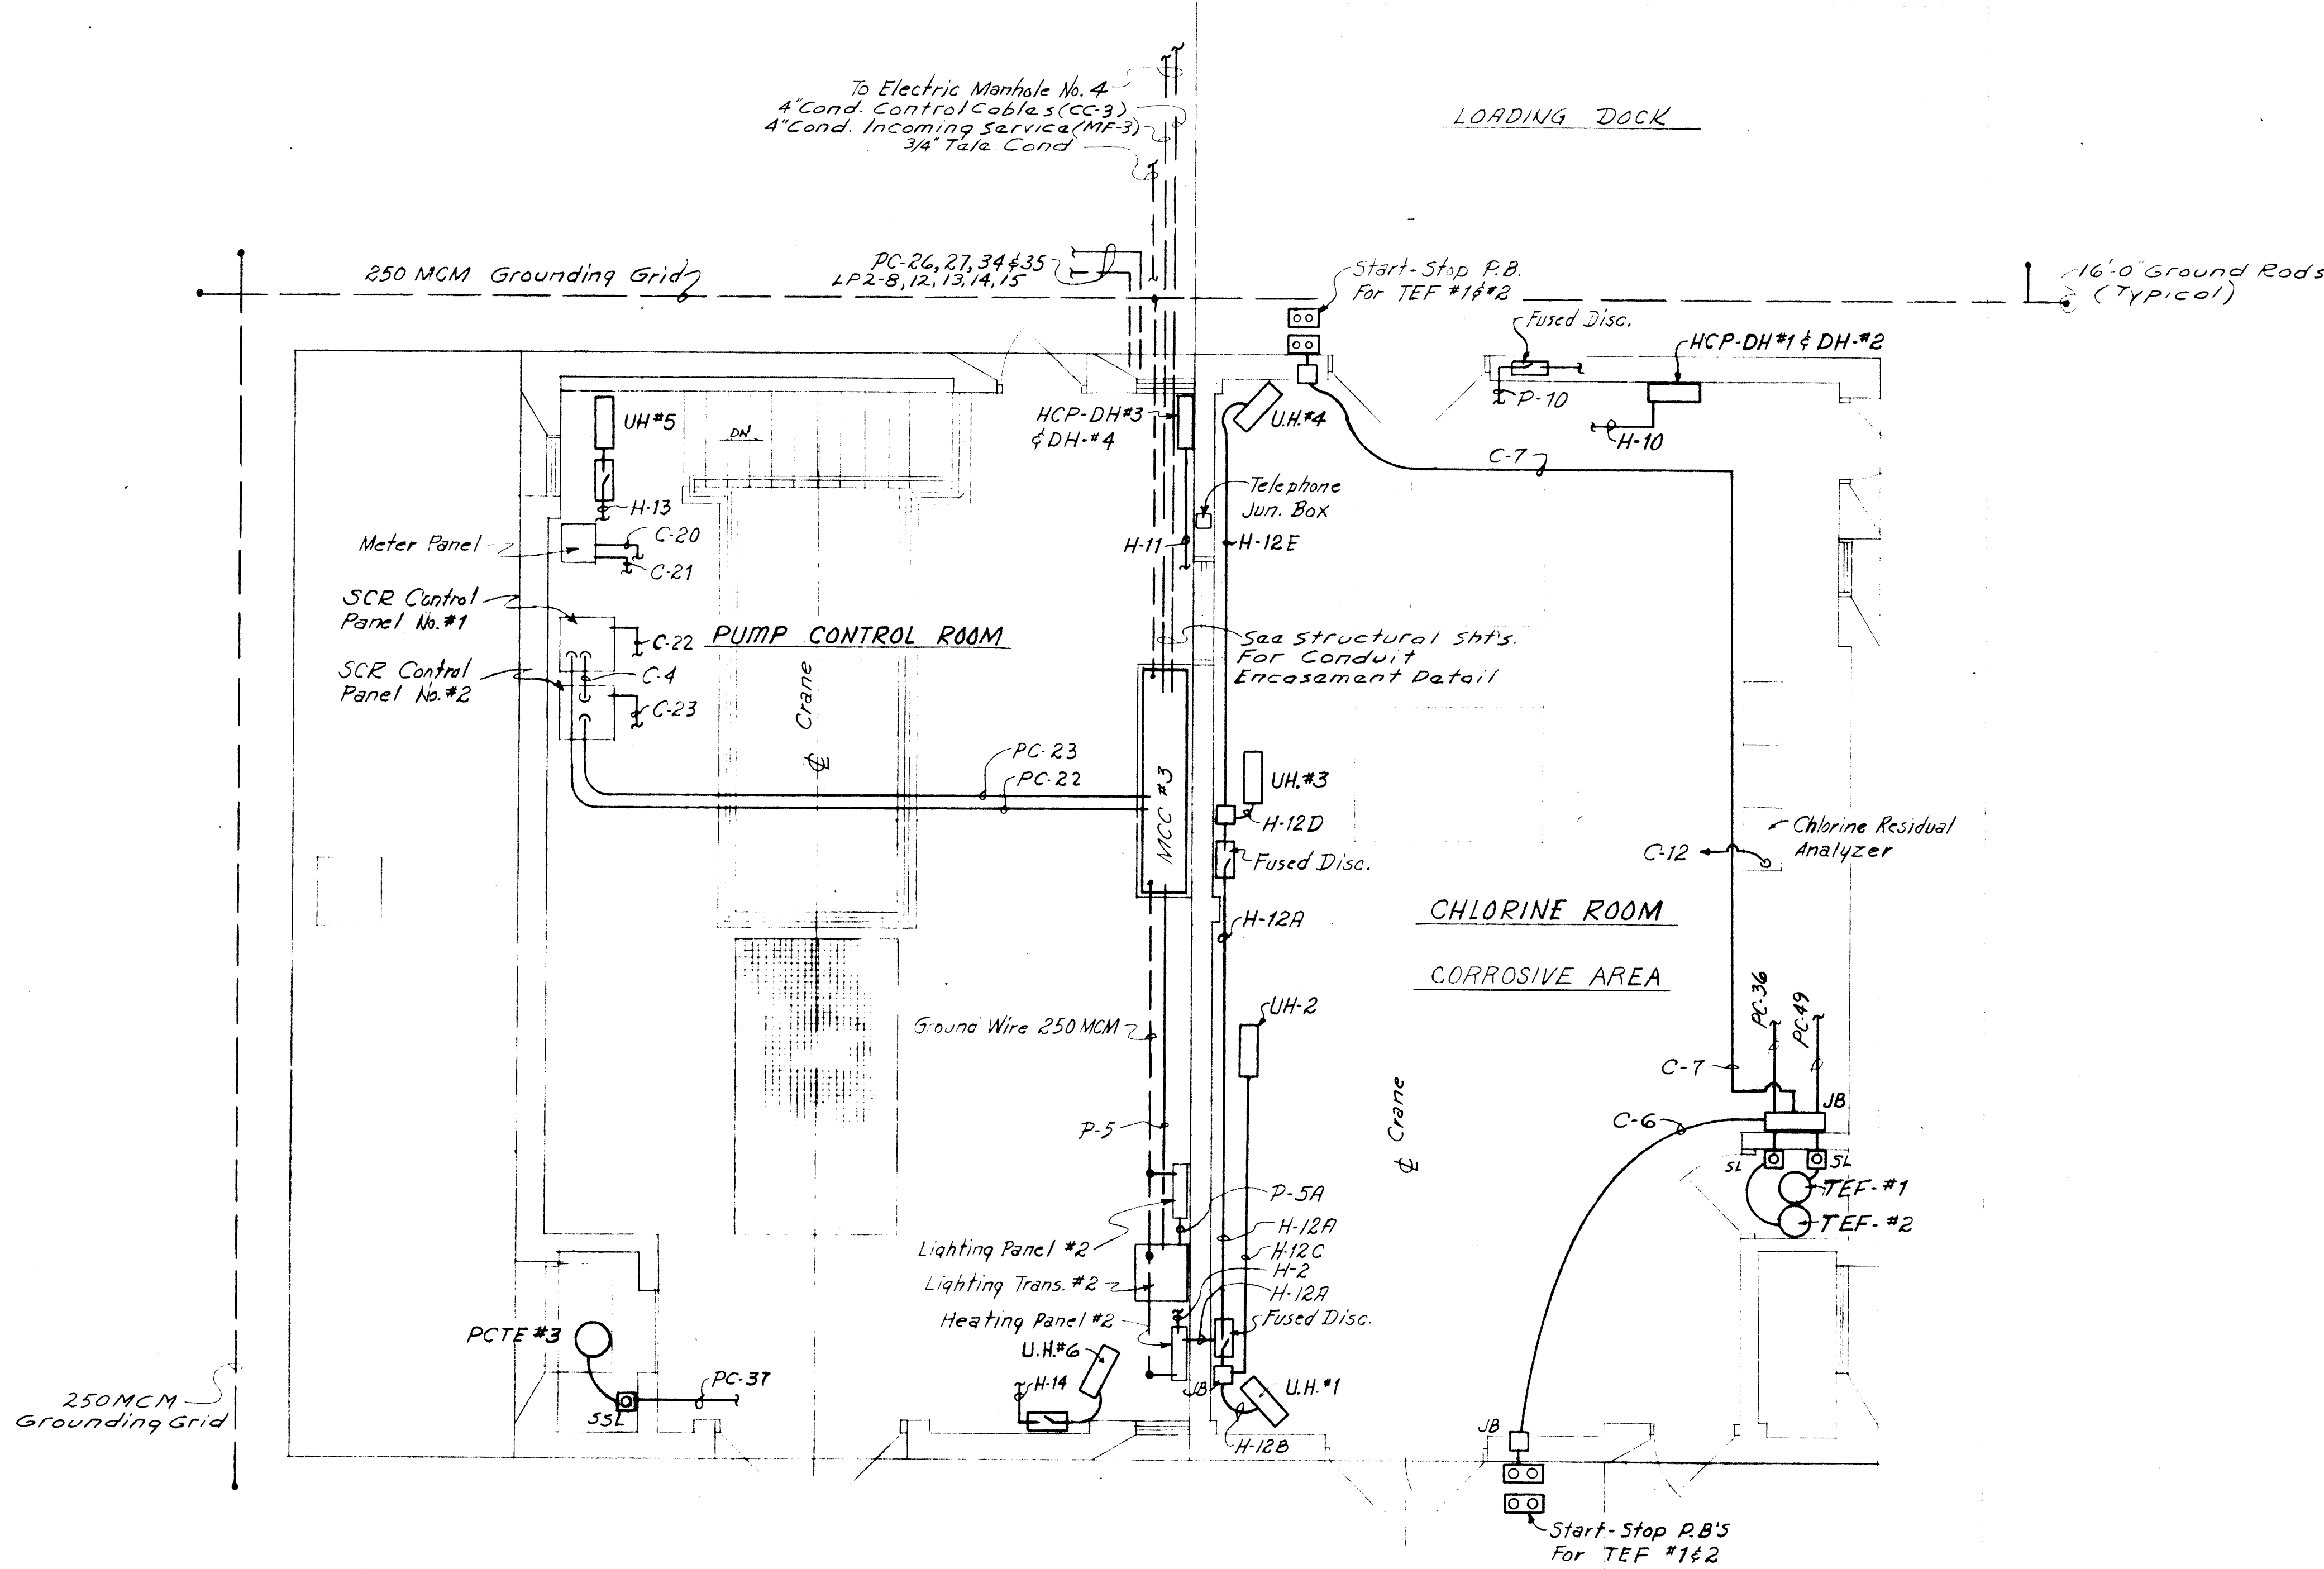 To Electric Manhole No. 4
4"Cond. Control Cables (CC-3)
4"Cond. Incoming Service (MF-3)
3/4" Tele. Cond
LOADING DOCK
250 MCM Grounding Grid
PC-26, 27, 34 & 35
LP2-8, 12, 13, 14, 15
Start-Stop P.B.
For TEF #1 & #2
16'-0" Ground Rods
(Typical)
Fused Disc.
HCP-DH#1 & DH-#2
P-10
H-10
UH#5
DN.
HCP-DH#3
& DH-#4
U.H.#4
C-7
H-13
Telephone
Jun. Box
Meter Panel
C-20
C-21
H-11
H-12E
SCR Control
Panel No.#1
C-22
PUMP CONTROL ROOM
See Structural Sht's.
For Conduit
Encasement Detail
SCR Control
Panel No.#2
C-4
C-23
℄ Crane
PC-23
PC-22
MCC #3
UH.#3
H-12D
Fused Disc.
C-12
Chlorine Residual
Analyzer
H-12A
CHLORINE ROOM
CORROSIVE AREA
Ground Wire 250 MCM
UH-2
PC-36
PC-49
C-7
JB
C-6
P-5
℄ Crane
SL
SL
TEF-#1
TEF-#2
P-5A
H-12A
Lighting Panel #2
H-12C
H-2
Lighting Trans. #2
H-12A
Heating Panel #2
Fused Disc.
PCTE #3
U.H.#6
PC-37
H-14
JB
U.H.#1
SSL
H-12B
250 MCM
Grounding Grid
JB
Start-Stop P.B'S
For TEF #1 & 2